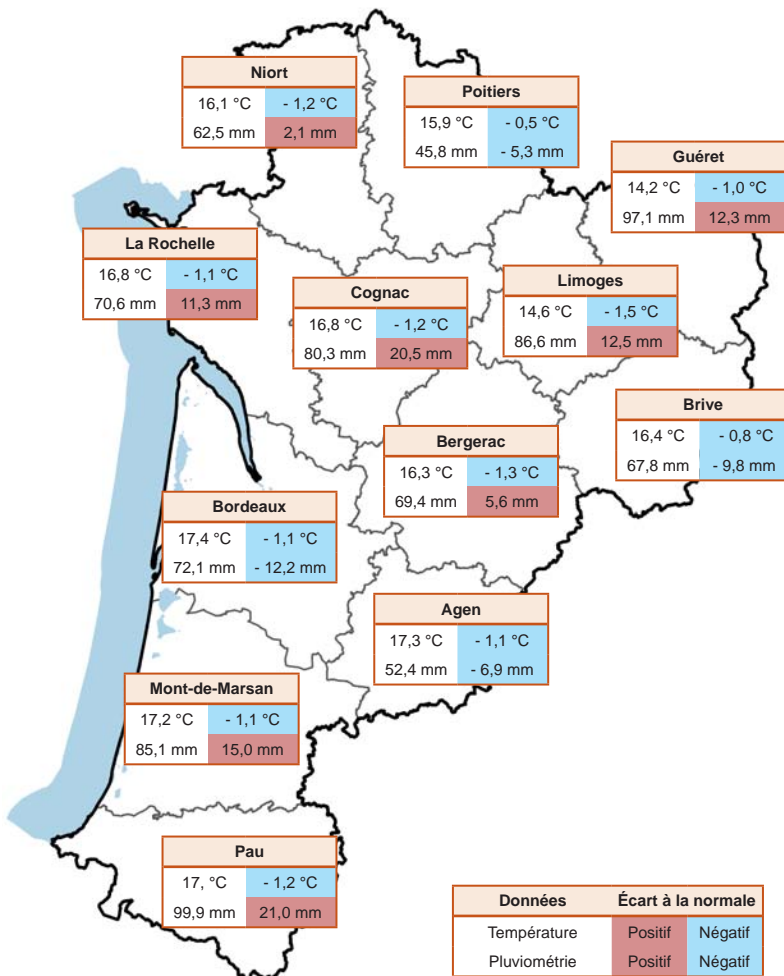 Niort
16,1 °C - 1,2 °C
62,5 mm 2,1 mm
Poitiers
15,9 °C - 0,5 °C
45,8 mm - 5,3 mm
Guéret
14,2 °C - 1,0 °C
97,1 mm 12,3 mm
La Rochelle
16,8 °C - 1,1 °C
70,6 mm 11,3 mm
Cognac
16,8 °C - 1,2 °C
80,3 mm 20,5 mm
Limoges
14,6 °C - 1,5 °C
86,6 mm 12,5 mm
Brive
16,4 °C - 0,8 °C
67,8 mm - 9,8 mm
Bergerac
16,3 °C - 1,3 °C
69,4 mm 5,6 mm
Bordeaux
17,4 °C - 1,1 °C
72,1 mm - 12,2 mm
Agen
17,3 °C - 1,1 °C
52,4 mm - 6,9 mm
Mont-de-Marsan
17,2 °C - 1,1 °C
85,1 mm 15,0 mm
Pau
17, °C - 1,2 °C
99,9 mm 21,0 mm
Données Écart à la normale
Température Positif Négatif
Pluviométrie Positif Négatif